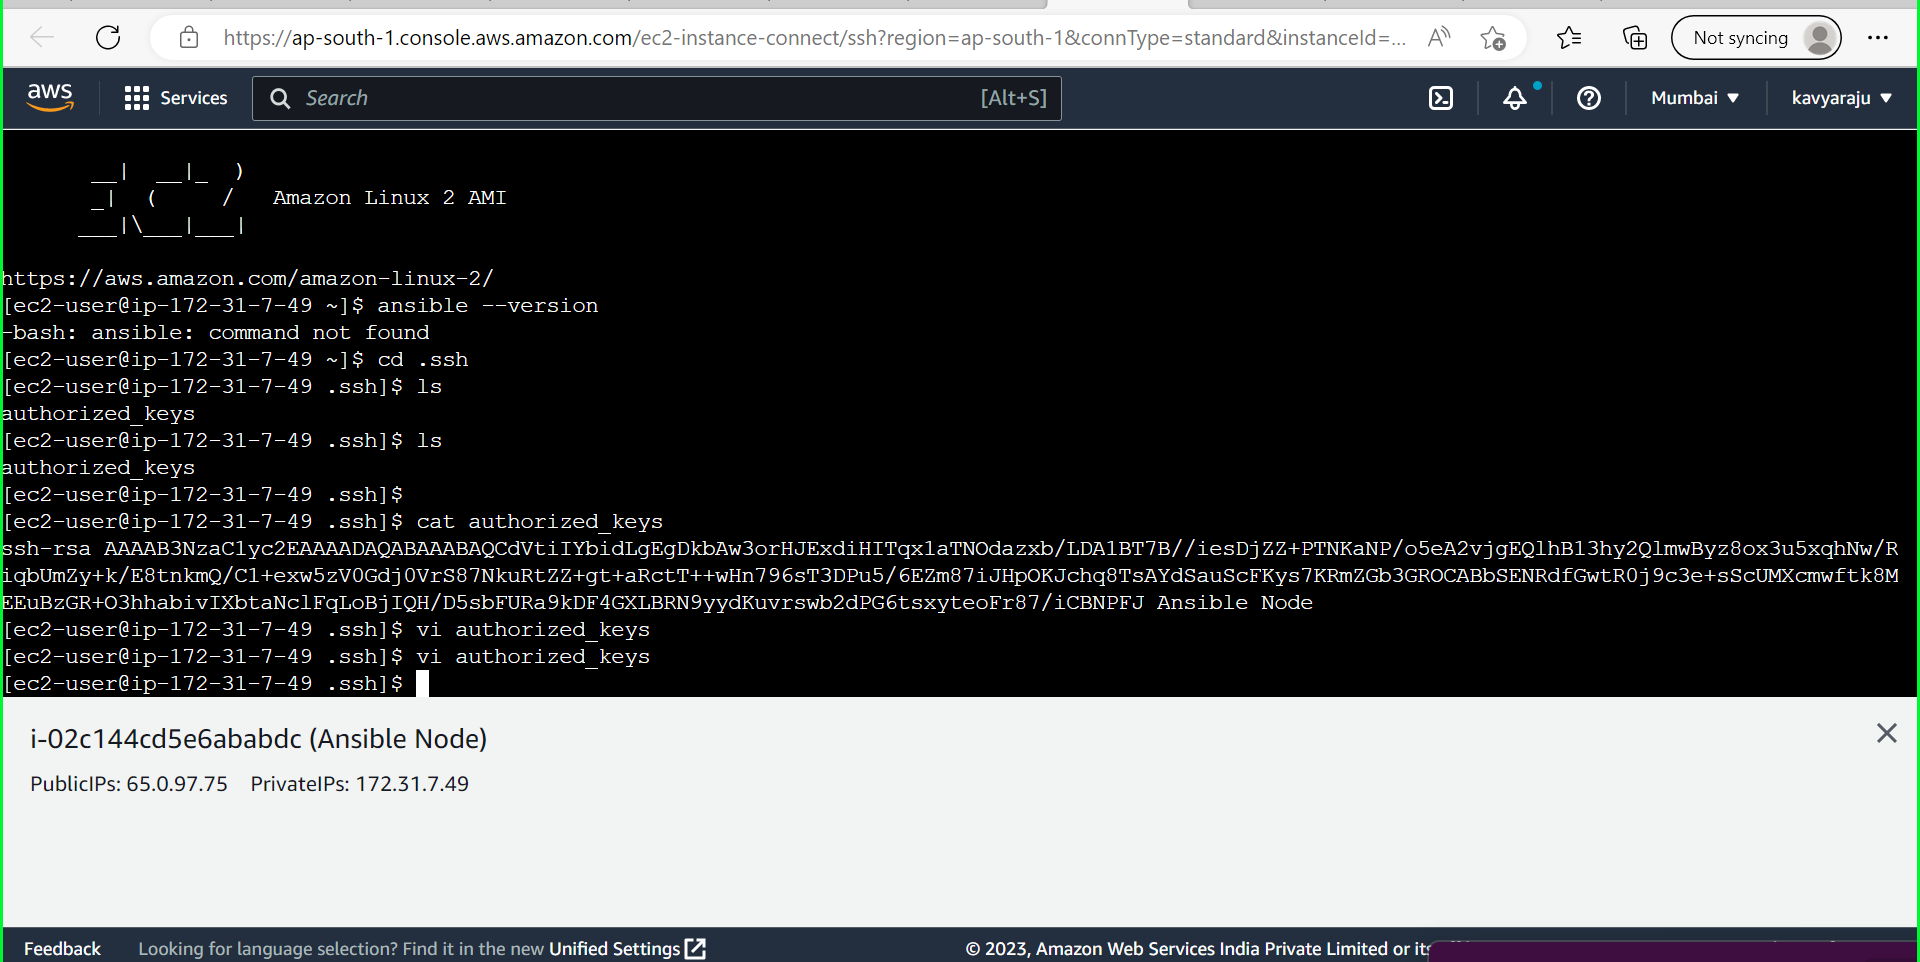 https://ap-south-1.console.aws.amazon.com/ec2-instance-connect/ssh?region=ap-south-1&connType=standard&instanceId=...
Not syncing
aws
Services
Search
[Alt+S]
Mumbai
kavyaraju
__|  __|_  )
_|  (     /   Amazon Linux 2 AMI
___|\___|___|
https://aws.amazon.com/amazon-linux-2/
[ec2-user@ip-172-31-7-49 ~]$ ansible --version
-bash: ansible: command not found
[ec2-user@ip-172-31-7-49 ~]$ cd .ssh
[ec2-user@ip-172-31-7-49 .ssh]$ ls
authorized_keys
[ec2-user@ip-172-31-7-49 .ssh]$ ls
authorized_keys
[ec2-user@ip-172-31-7-49 .ssh]$
[ec2-user@ip-172-31-7-49 .ssh]$ cat authorized_keys
ssh-rsa AAAAB3NzaC1yc2EAAAADAQABAAABAQCdVtiIYbidLgEgDkbAw3orHJExdiHITqx1aTNOdazxb/LDA1BT7B//iesDjZZ+PTNKaNP/o5eA2vjgEQlhB13hy2QlmwByz8ox3u5xqhNw/R
iqbUmZy+k/E8tnkmQ/C1+exw5zV0Gdj0VrS87NkuRtZZ+gt+aRctT++wHn796sT3DPu5/6EZm87iJHpOKJchq8TsAYdSauScFKys7KRmZGb3GROCABbSENRdfGwtR0j9c3e+sScUMXcmwftk8M
EEuBzGR+O3hhabivIXbtaNclFqLoBjIQH/D5sbFURa9kDF4GXLBRN9yydKuvrswb2dPG6tsxyteoFr87/iCBNPFJ Ansible Node
[ec2-user@ip-172-31-7-49 .ssh]$ vi authorized_keys
[ec2-user@ip-172-31-7-49 .ssh]$ vi authorized_keys
[ec2-user@ip-172-31-7-49 .ssh]$
i-02c144cd5e6ababdc (Ansible Node)
PublicIPs: 65.0.97.75 PrivateIPs: 172.31.7.49
Feedback
Looking for language selection? Find it in the new Unified Settings
© 2023, Amazon Web Services India Private Limited or its